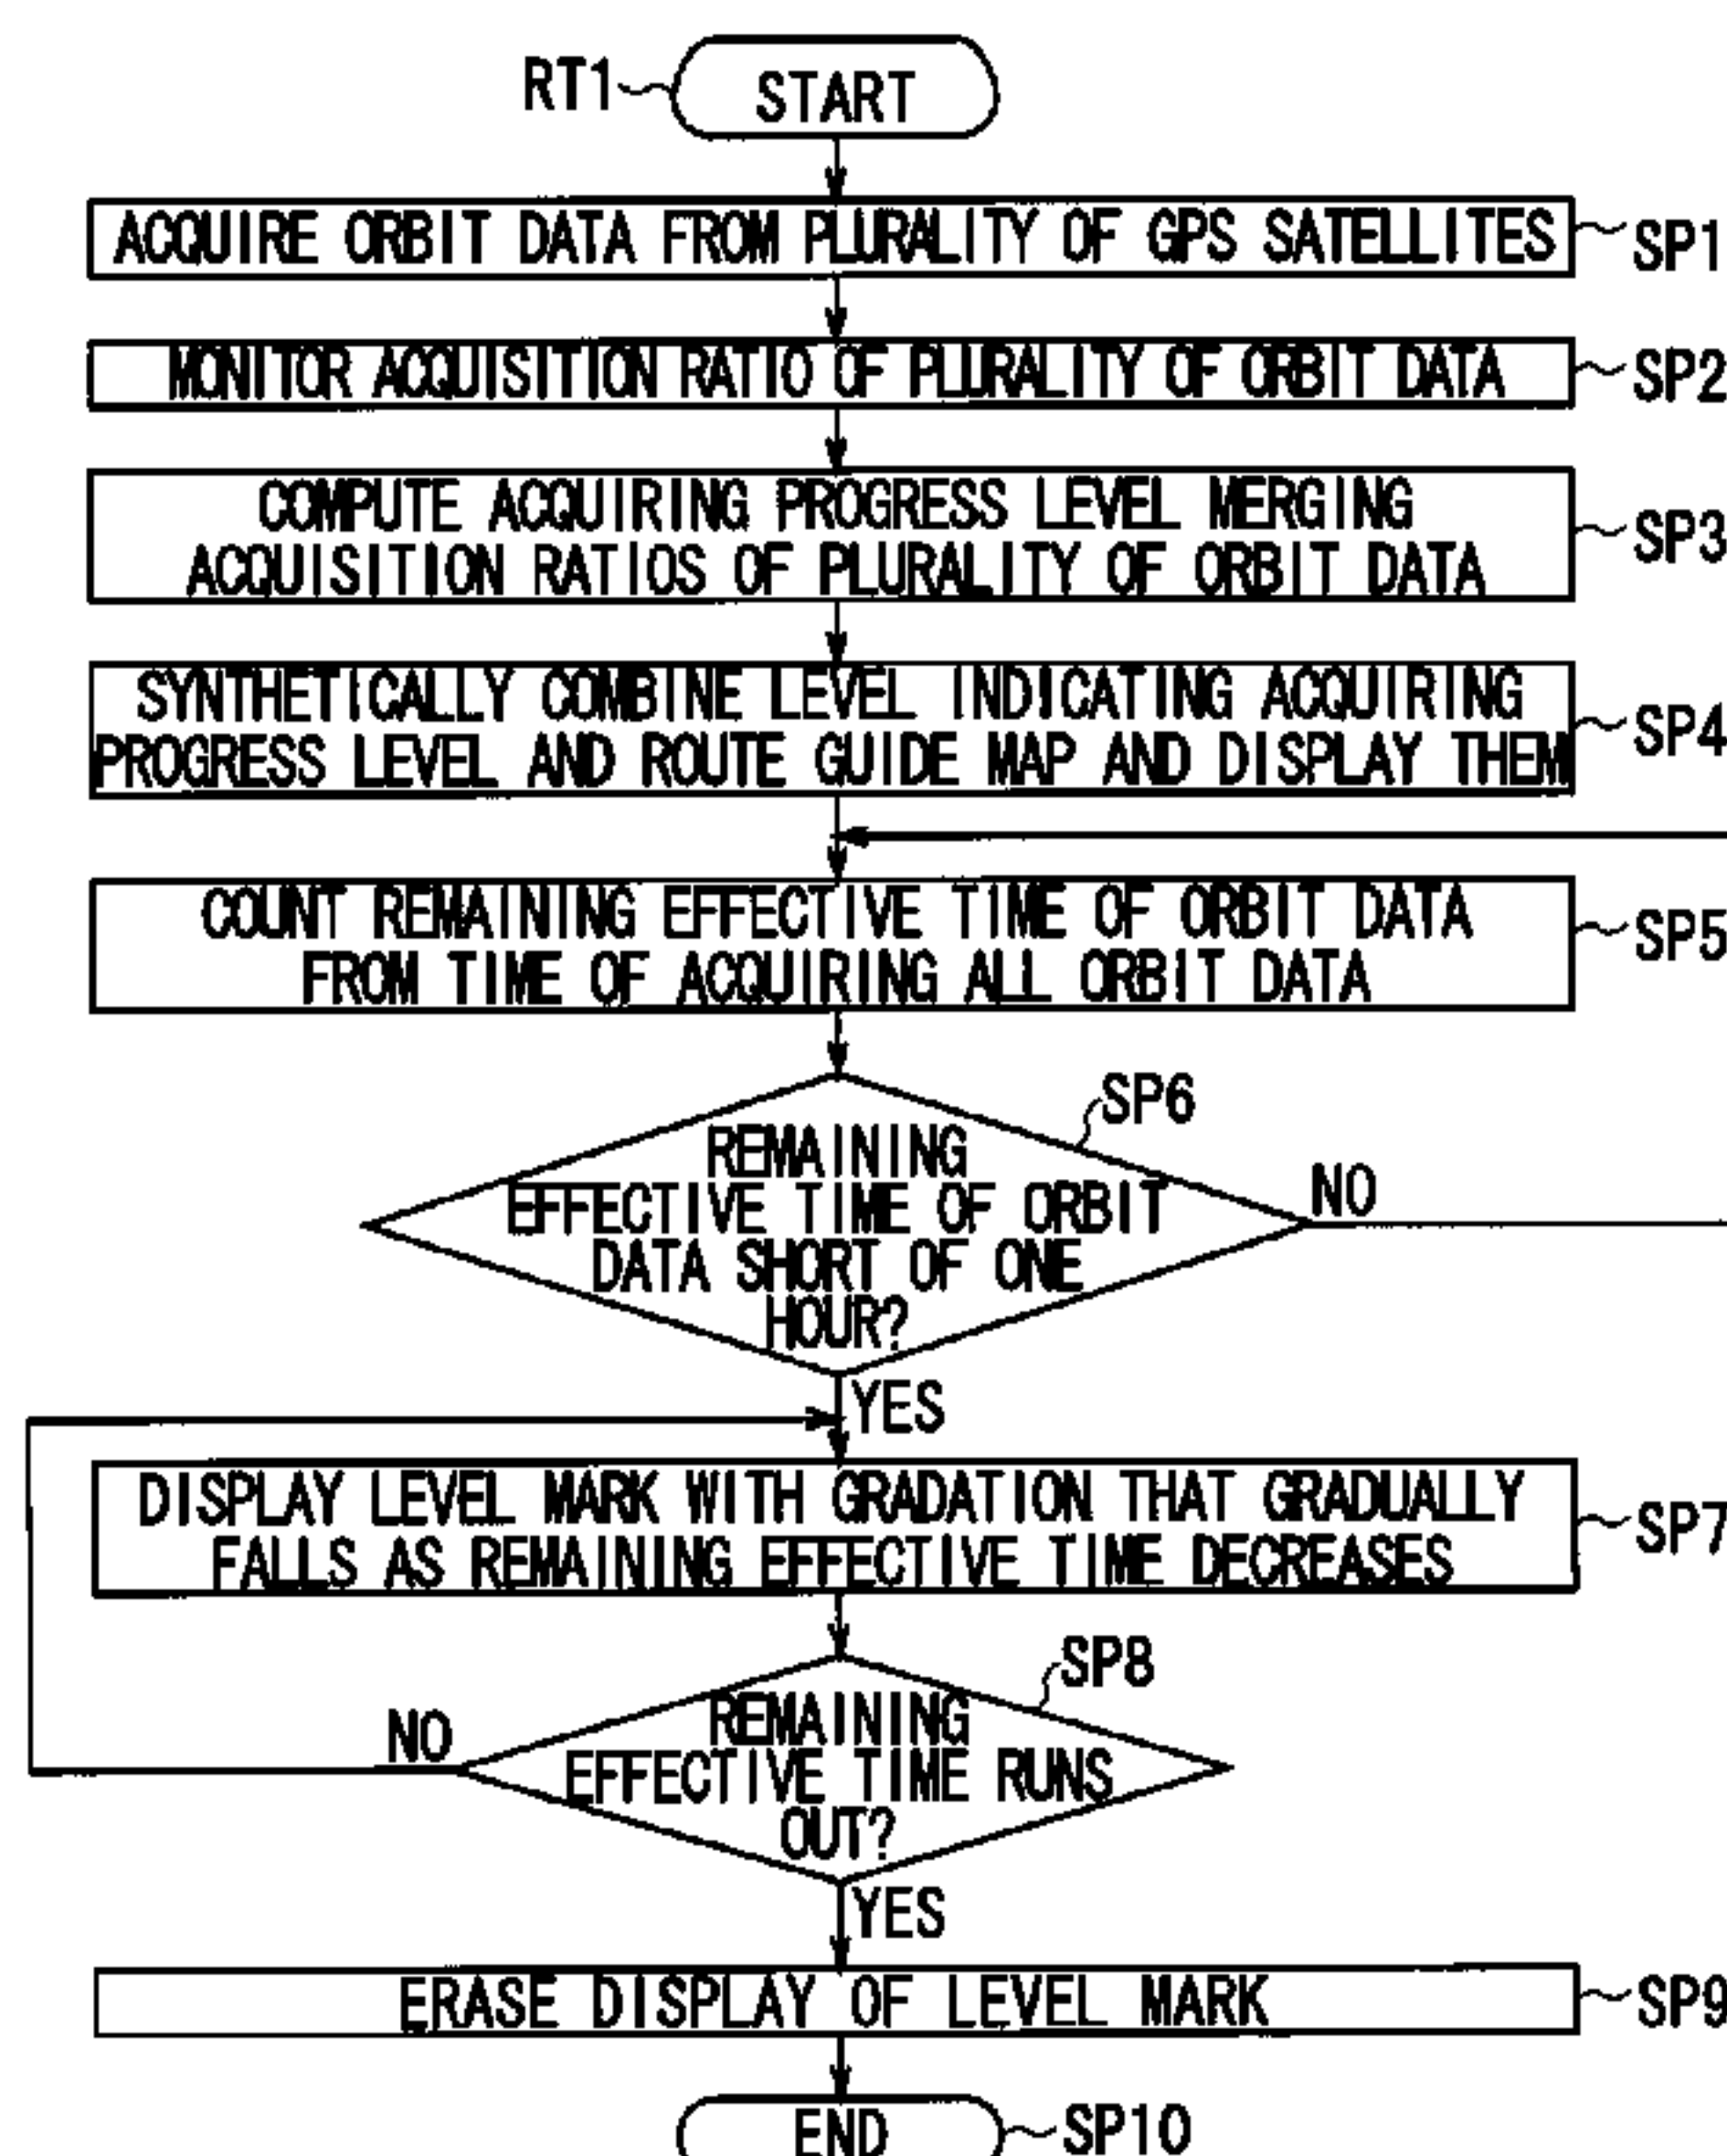 RT1
START
ACQUIRE ORBIT DATA FROM PLURALITY OF GPS SATELLITES
SP1
MONITOR ACQUISITION RATIO OF PLURALITY OF ORBIT DATA
SP2
COMPUTE ACQUIRING PROGRESS LEVEL MERGING
ACQUISITION RATIOS OF PLURALITY OF ORBIT DATA
SP3
SYNTHETICALLY COMBINE LEVEL INDICATING ACQUIRING
PROGRESS LEVEL AND ROUTE GUIDE MAP AND DISPLAY THEM
SP4
COUNT REMAINING EFFECTIVE TIME OF ORBIT DATA
FROM TIME OF ACQUIRING ALL ORBIT DATA
SP5
SP6
REMAINING
EFFECTIVE TIME OF ORBIT
DATA SHORT OF ONE
HOUR?
NO
YES
DISPLAY LEVEL MARK WITH GRADATION THAT GRADUALLY
FALLS AS REMAINING EFFECTIVE TIME DECREASES
SP7
SP8
REMAINING
EFFECTIVE TIME RUNS
OUT?
NO
YES
ERASE DISPLAY OF LEVEL MARK
SP9
END
SP10